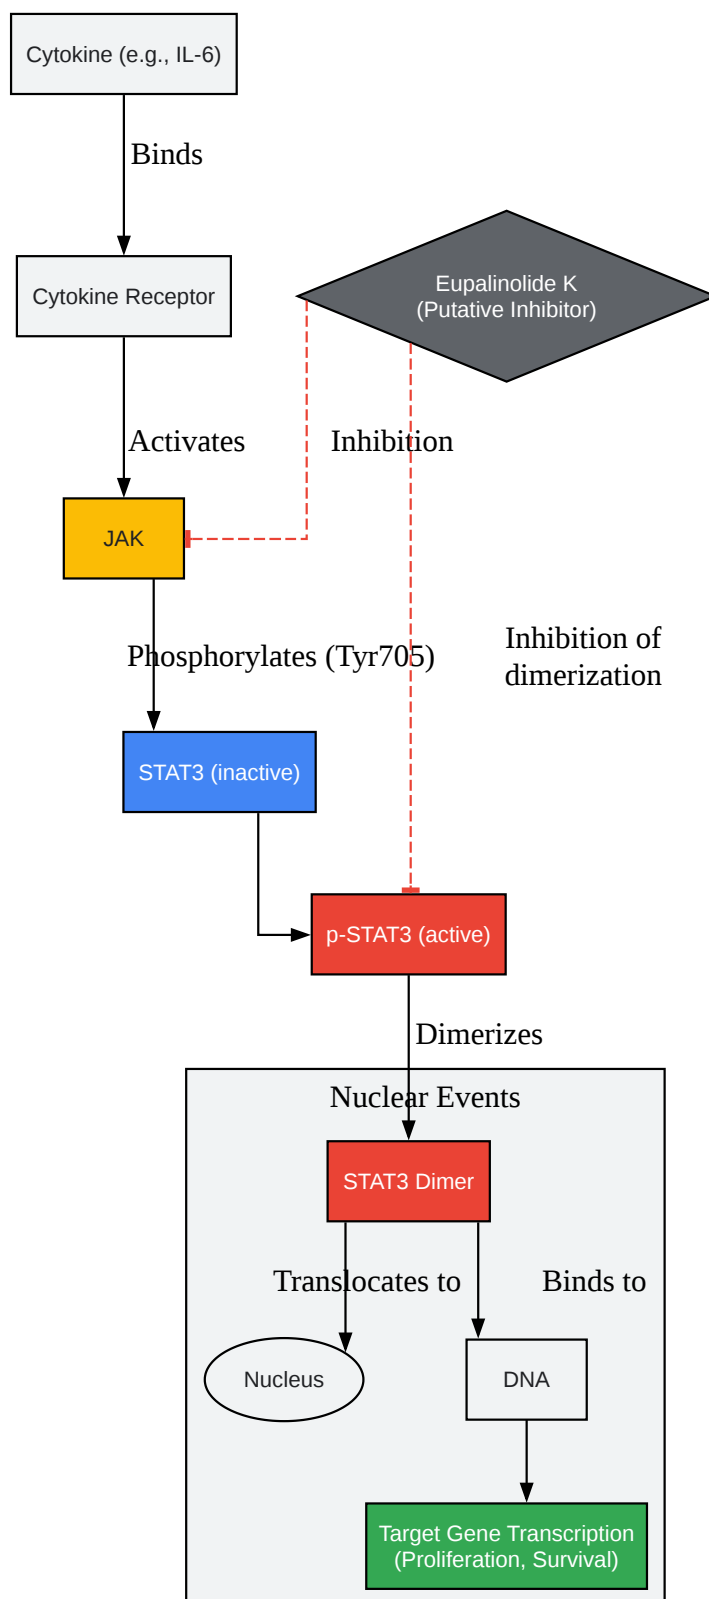 Cytokine (e.g., IL-6)
Binds
Eupalinolide K
(Putative Inhibitor)
Cytokine Receptor
Activates
Inhibition
JAK
Phosphorylates (Tyr705)
Inhibition of
dimerization
STAT3 (inactive)
p-STAT3 (active)
Dimerizes
Nuclear Events
STAT3 Dimer
Translocates to
Binds to
Nucleus
DNA
Target Gene Transcription
(Proliferation, Survival)